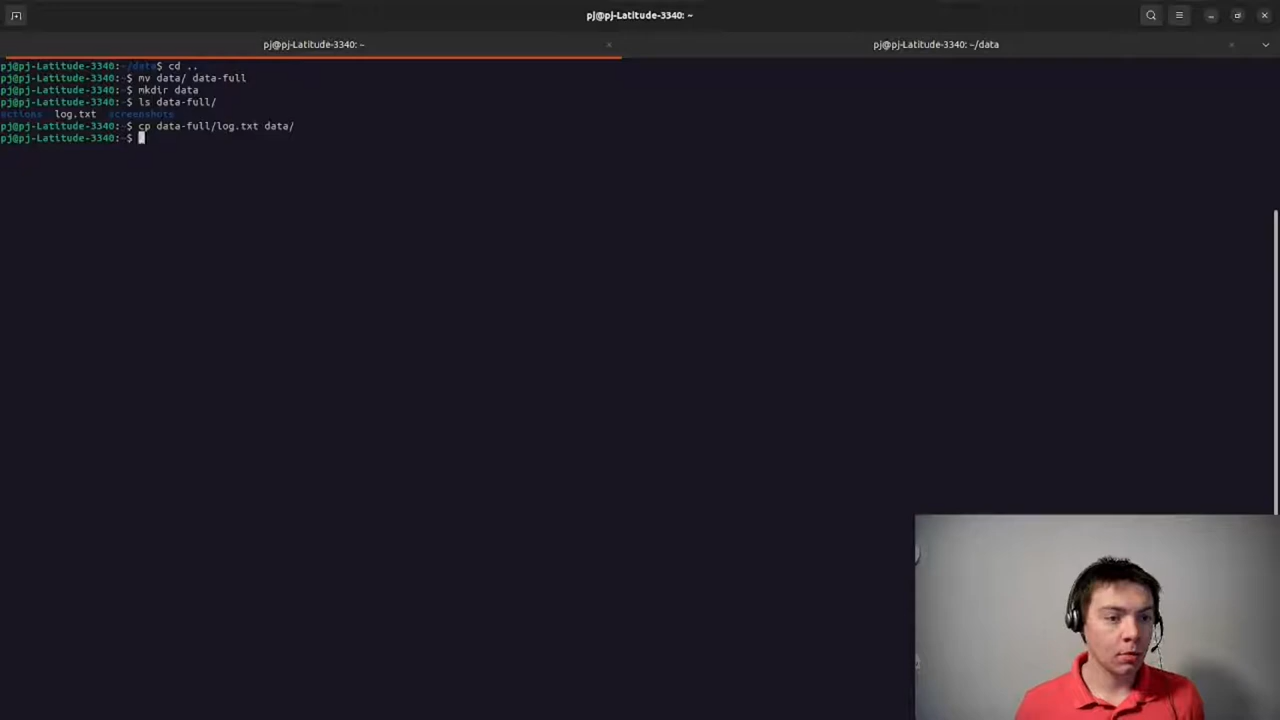 pj@pj-Latitude-3340: ~
pj@pj-Latitude-3340: ~
pj@pj-Latitude-3340: ~/data
pj@pj-Latitude-3340:~/data$ cd ..
pj@pj-Latitude-3340:~$ mv data/ data-full
pj@pj-Latitude-3340:~$ mkdir data
pj@pj-Latitude-3340:~$ ls data-full/
actions log.txt screenshots
pj@pj-Latitude-3340:~$ cp data-full/log.txt data/
pj@pj-Latitude-3340:~$